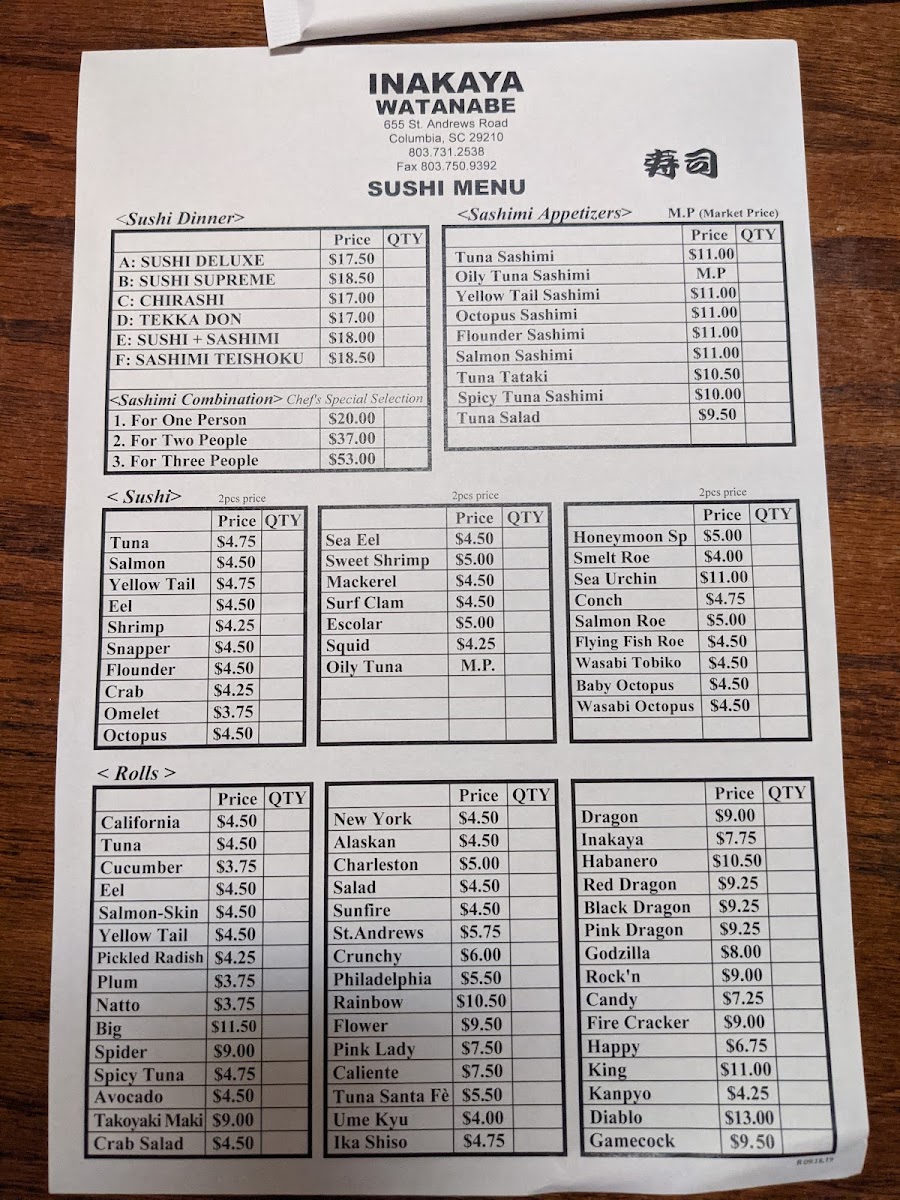 INAKAYA
WATANABE
655 St. Andrews Road
Columbia, SC 29210
803.731.2538
Fax 803.750.9392
SUSHI MENU
寿司
<Sushi Dinner>
Price QTY
A: SUSHI DELUXE $17.50
B: SUSHI SUPREME $18.50
C: CHIRASHI $17.00
D: TEKKA DON $17.00
E: SUSHI + SASHIMI $18.00
F: SASHIMI TEISHOKU $18.50
<Sashimi Combination> Chef's Special Selection
1. For One Person $20.00
2. For Two People $37.00
3. For Three People $53.00
<Sashimi Appetizers> M.P (Market Price)
Price QTY
Tuna Sashimi $11.00
Oily Tuna Sashimi M.P
Yellow Tail Sashimi $11.00
Octopus Sashimi $11.00
Flounder Sashimi $11.00
Salmon Sashimi $11.00
Tuna Tataki $10.50
Spicy Tuna Sashimi $10.00
Tuna Salad $9.50
< Sushi>
2pcs price
Price QTY
Tuna $4.75
Salmon $4.50
Yellow Tail $4.75
Eel $4.50
Shrimp $4.25
Snapper $4.50
Flounder $4.50
Crab $4.25
Omelet $3.75
Octopus $4.50
2pcs price
Price QTY
Sea Eel $4.50
Sweet Shrimp $5.00
Mackerel $4.50
Surf Clam $4.50
Escolar $5.00
Squid $4.25
Oily Tuna M.P.
2pcs price
Price QTY
Honeymoon Sp $5.00
Smelt Roe $4.00
Sea Urchin $11.00
Conch $4.75
Salmon Roe $5.00
Flying Fish Roe $4.50
Wasabi Tobiko $4.50
Baby Octopus $4.50
Wasabi Octopus $4.50
< Rolls >
Price QTY
California $4.50
Tuna $4.50
Cucumber $3.75
Eel $4.50
Salmon-Skin $4.50
Yellow Tail $4.50
Pickled Radish $4.25
Plum $3.75
Natto $3.75
Big $11.50
Spider $9.00
Spicy Tuna $4.75
Avocado $4.50
Takoyaki Maki $9.00
Crab Salad $4.50
Price QTY
New York $4.50
Alaskan $4.50
Charleston $5.00
Salad $4.50
Sunfire $4.50
St.Andrews $5.75
Crunchy $6.00
Philadelphia $5.50
Rainbow $10.50
Flower $9.50
Pink Lady $7.50
Caliente $7.50
Tuna Santa Fè $5.50
Ume Kyu $4.00
Ika Shiso $4.75
Price QTY
Dragon $9.00
Inakaya $7.75
Habanero $10.50
Red Dragon $9.25
Black Dragon $9.25
Pink Dragon $9.25
Godzilla $8.00
Rock'n $9.00
Candy $7.25
Fire Cracker $9.00
Happy $6.75
King $11.00
Kanpyo $4.25
Diablo $13.00
Gamecock $9.50